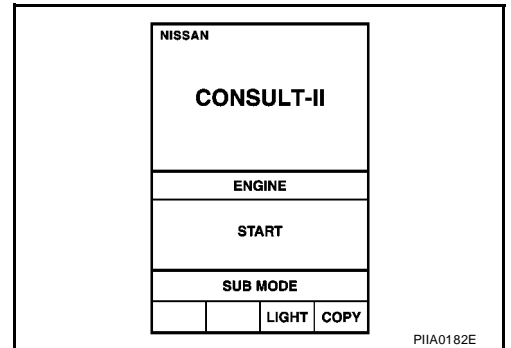 NISSAN
CONSULT-II
ENGINE
START
SUB MODE
LIGHT COPY
PIIA0182E